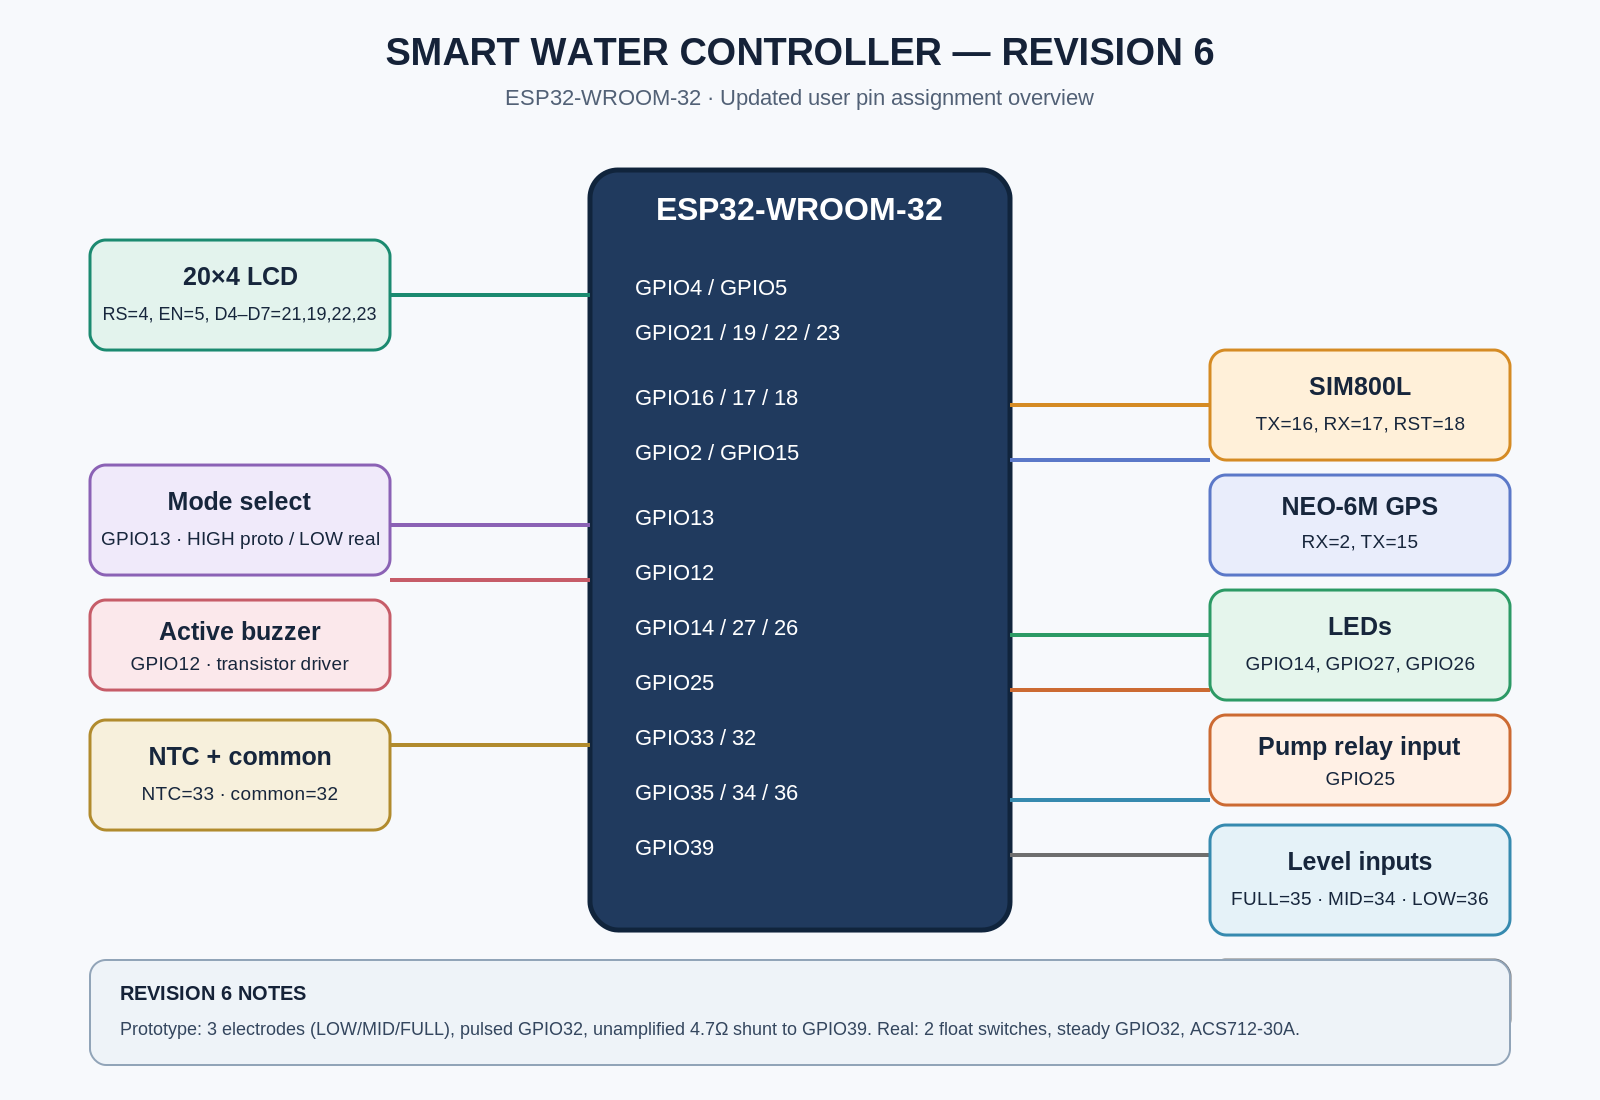 SMART WATER CONTROLLER — REVISION 6
ESP32-WROOM-32 · Updated user pin assignment overview
ESP32-WROOM-32
GPIO4 / GPIO5
GPIO21 / 19 / 22 / 23
GPIO16 / 17 / 18
GPIO2 / GPIO15
GPIO13
GPIO12
GPIO14 / 27 / 26
GPIO25
GPIO33 / 32
GPIO35 / 34 / 36
GPIO39
20×4 LCD
RS=4, EN=5, D4–D7=21,19,22,23
Mode select
GPIO13 · HIGH proto / LOW real
Active buzzer
GPIO12 · transistor driver
NTC + common
NTC=33 · common=32
SIM800L
TX=16, RX=17, RST=18
NEO-6M GPS
RX=2, TX=15
LEDs
GPIO14, GPIO27, GPIO26
Pump relay input
GPIO25
Level inputs
FULL=35 · MID=34 · LOW=36
REVISION 6 NOTES
Prototype: 3 electrodes (LOW/MID/FULL), pulsed GPIO32, unamplified 4.7Ω shunt to GPIO39. Real: 2 float switches, steady GPIO32, ACS712-30A.